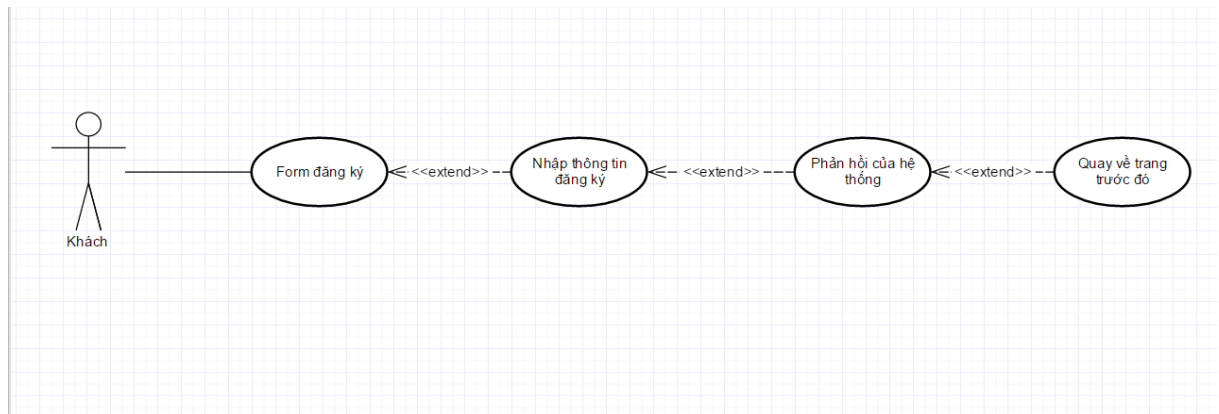 Khách
Form đăng ký
<<extend>>
Nhập thông tin
đăng ký
<<extend>>
Phản hồi của hệ
thống
<<extend>>
Quay về trang
trước đó